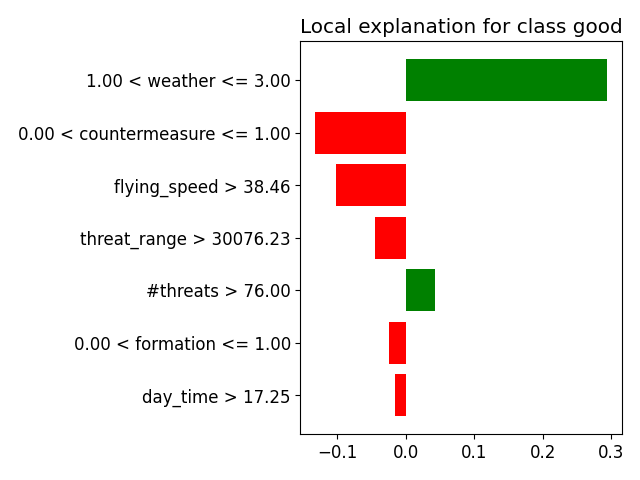 Local explanation for class good
1.00 < weather <= 3.00
0.00 < countermeasure <= 1.00
flying_speed > 38.46
threat_range > 30076.23
#threats > 76.00
0.00 < formation <= 1.00
day_time > 17.25
−0.1 0.0 0.1 0.2 0.3